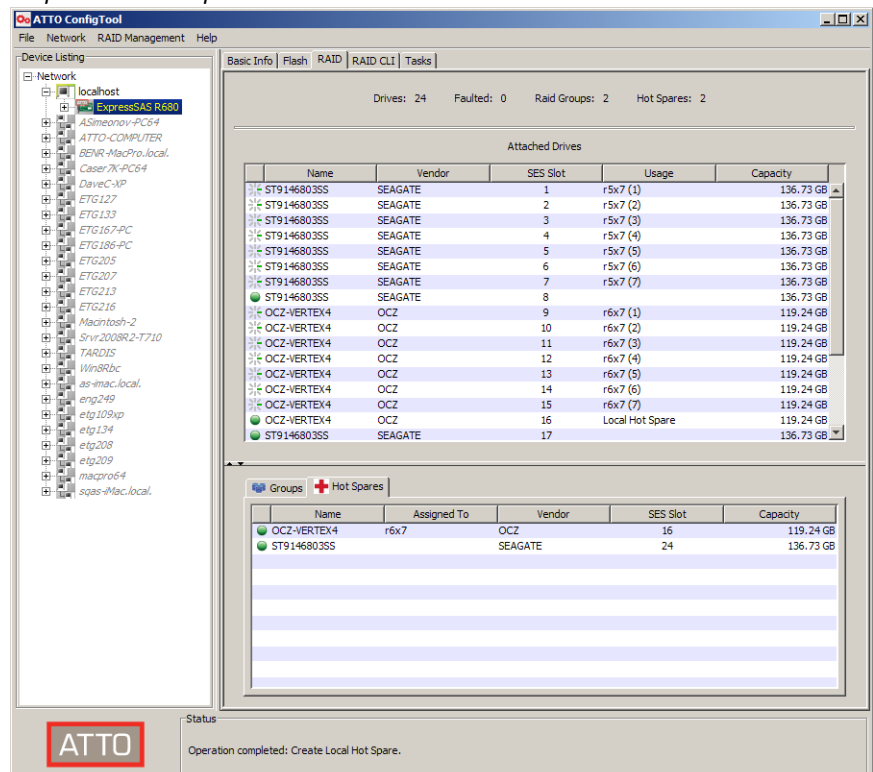 ATTO ConfigTool
File Network RAID Management Help
Device Listing
Network
localhost
ExpressSAS R680
ASimeonov-PC64
ATTO-COMPUTER
BENR-MacPro.local.
Caser7K-PC64
DaveC-XP
ETG127
ETG133
ETG167-PC
ETG186-PC
ETG205
ETG207
ETG213
ETG216
Macintosh-2
Srvr2008R2-T710
TARDIS
Win8Rbc
as-imac.local.
eng249
etg109xp
etg134
etg208
etg209
macpro64
sqas-iMac.local.
Basic Info Flash RAID RAID CLI Tasks
Drives: 24 Faulted: 0 Raid Groups: 2 Hot Spares: 2
Attached Drives
Name Vendor SES Slot Usage Capacity
ST9146803SS SEAGATE 1 r5x7 (1) 136.73 GB
ST9146803SS SEAGATE 2 r5x7 (2) 136.73 GB
ST9146803SS SEAGATE 3 r5x7 (3) 136.73 GB
ST9146803SS SEAGATE 4 r5x7 (4) 136.73 GB
ST9146803SS SEAGATE 5 r5x7 (5) 136.73 GB
ST9146803SS SEAGATE 6 r5x7 (6) 136.73 GB
ST9146803SS SEAGATE 7 r5x7 (7) 136.73 GB
ST9146803SS SEAGATE 8 136.73 GB
OCZ-VERTEX4 OCZ 9 r6x7 (1) 119.24 GB
OCZ-VERTEX4 OCZ 10 r6x7 (2) 119.24 GB
OCZ-VERTEX4 OCZ 11 r6x7 (3) 119.24 GB
OCZ-VERTEX4 OCZ 12 r6x7 (4) 119.24 GB
OCZ-VERTEX4 OCZ 13 r6x7 (5) 119.24 GB
OCZ-VERTEX4 OCZ 14 r6x7 (6) 119.24 GB
OCZ-VERTEX4 OCZ 15 r6x7 (7) 119.24 GB
OCZ-VERTEX4 OCZ 16 Local Hot Spare 119.24 GB
ST9146803SS SEAGATE 17 136.73 GB
Groups Hot Spares
Name Assigned To Vendor SES Slot Capacity
OCZ-VERTEX4 r6x7 OCZ 16 119.24 GB
ST9146803SS SEAGATE 24 136.73 GB
ATTO
Status
Operation completed: Create Local Hot Spare.